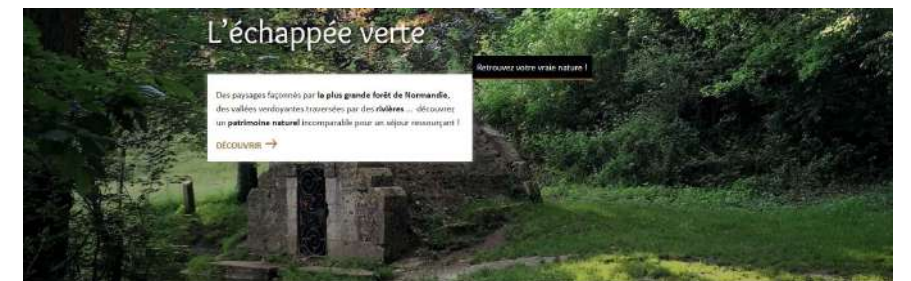 L'échappée verte
Retrouvez votre vraie nature !
Des paysages façonnés par la plus grande forêt de Normandie,
des vallées verdoyantes traversées par des rivières ... découvrez
un patrimoine naturel incomparable pour un séjour ressourçant !
DÉCOUVRIR →